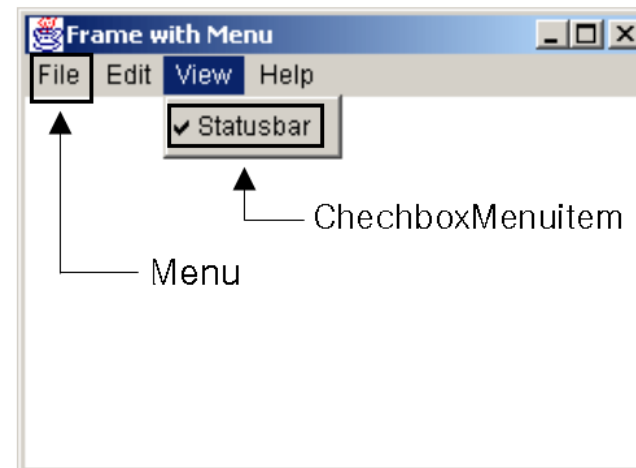 Frame with Menu
File Edit View Help
✔ Statusbar
ChechboxMenuitem
Menu